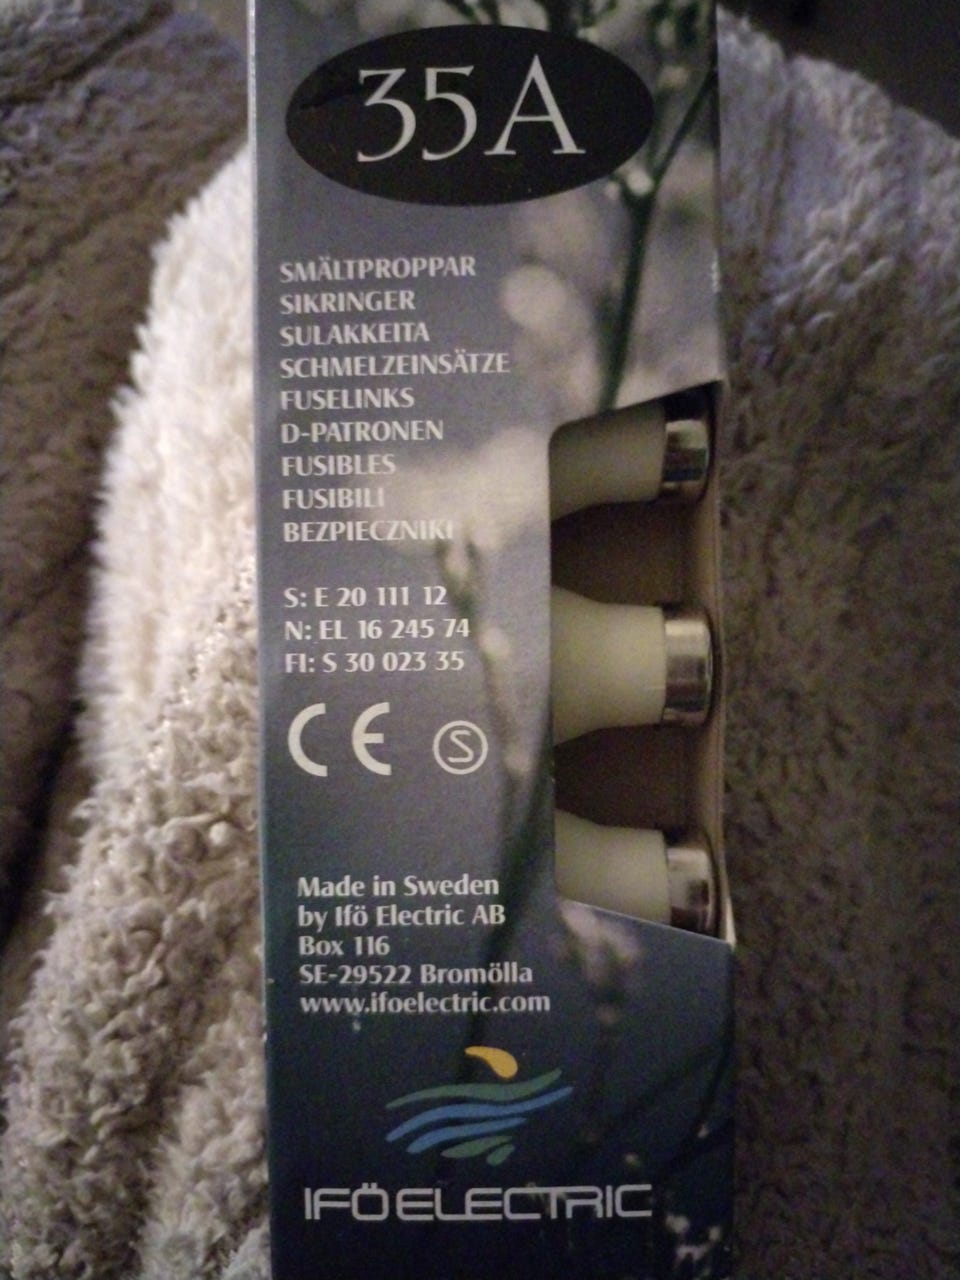 35A
SMÄLTPROPPAR
SIKRINGER
SULAKKEITA
SCHMELZEINSÄTZE
FUSELINKS
D-PATRONEN
FUSIBLES
FUSIBILI
BEZPIECZNIKI
S: E 20 111 12
N: EL 16 245 74
FI: S 30 023 35
CE S
Made in Sweden
by Ifö Electric AB
Box 116
SE-29522 Bromölla
www.ifoelectric.com
IFÖ ELECTRIC